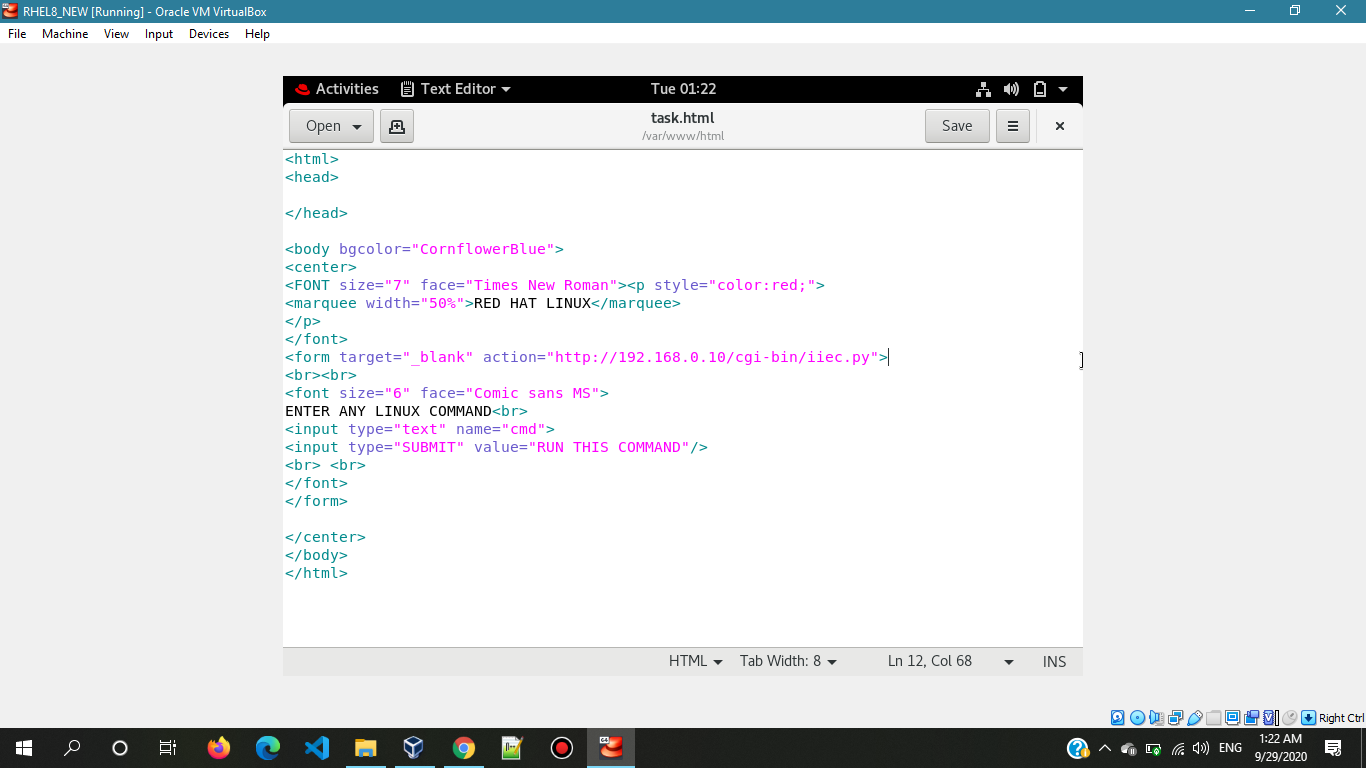 RHEL8_NEW [Running] - Oracle VM VirtualBox
File Machine View Input Devices Help
Activities Text Editor Tue 01:22
Open task.html Save
/var/www/html
<html>
<head>
</head>
<body bgcolor="CornflowerBlue">
<center>
<FONT size="7" face="Times New Roman"><p style="color:red;">
<marquee width="50%">RED HAT LINUX</marquee>
</p>
</font>
<form target="_blank" action="http://192.168.0.10/cgi-bin/iiec.py">
<br><br>
<font size="6" face="Comic sans MS">
ENTER ANY LINUX COMMAND<br>
<input type="text" name="cmd">
<input type="SUBMIT" value="RUN THIS COMMAND"/>
<br> <br>
</font>
</form>
</center>
</body>
</html>
HTML Tab Width: 8 Ln 12, Col 68 INS
Right Ctrl
ENG 1:22 AM
9/29/2020